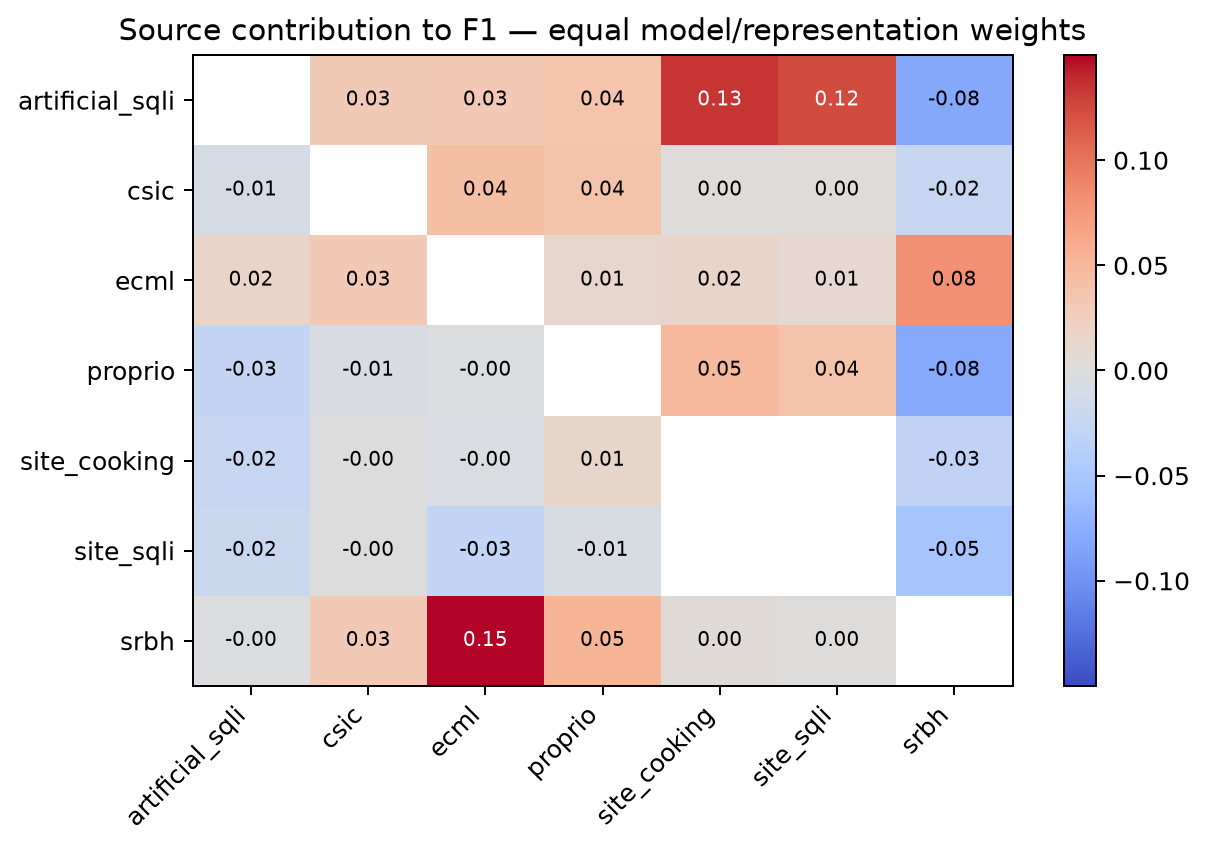 Source contribution to F1 — equal model/representation weights
artificial_sqli 0.03 0.03 0.04 0.13 0.12 -0.08
csic -0.01 0.04 0.04 0.00 0.00 -0.02
ecml 0.02 0.03 0.01 0.02 0.01 0.08
proprio -0.03 -0.01 -0.00 0.05 0.04 -0.08
site_cooking -0.02 -0.00 -0.00 0.01 -0.03
site_sqli -0.02 -0.00 -0.03 -0.01 -0.05
srbh -0.00 0.03 0.15 0.05 0.00 0.00
artificial_sqli csic ecml proprio site_cooking site_sqli srbh
0.10
0.05
0.00
−0.05
−0.10